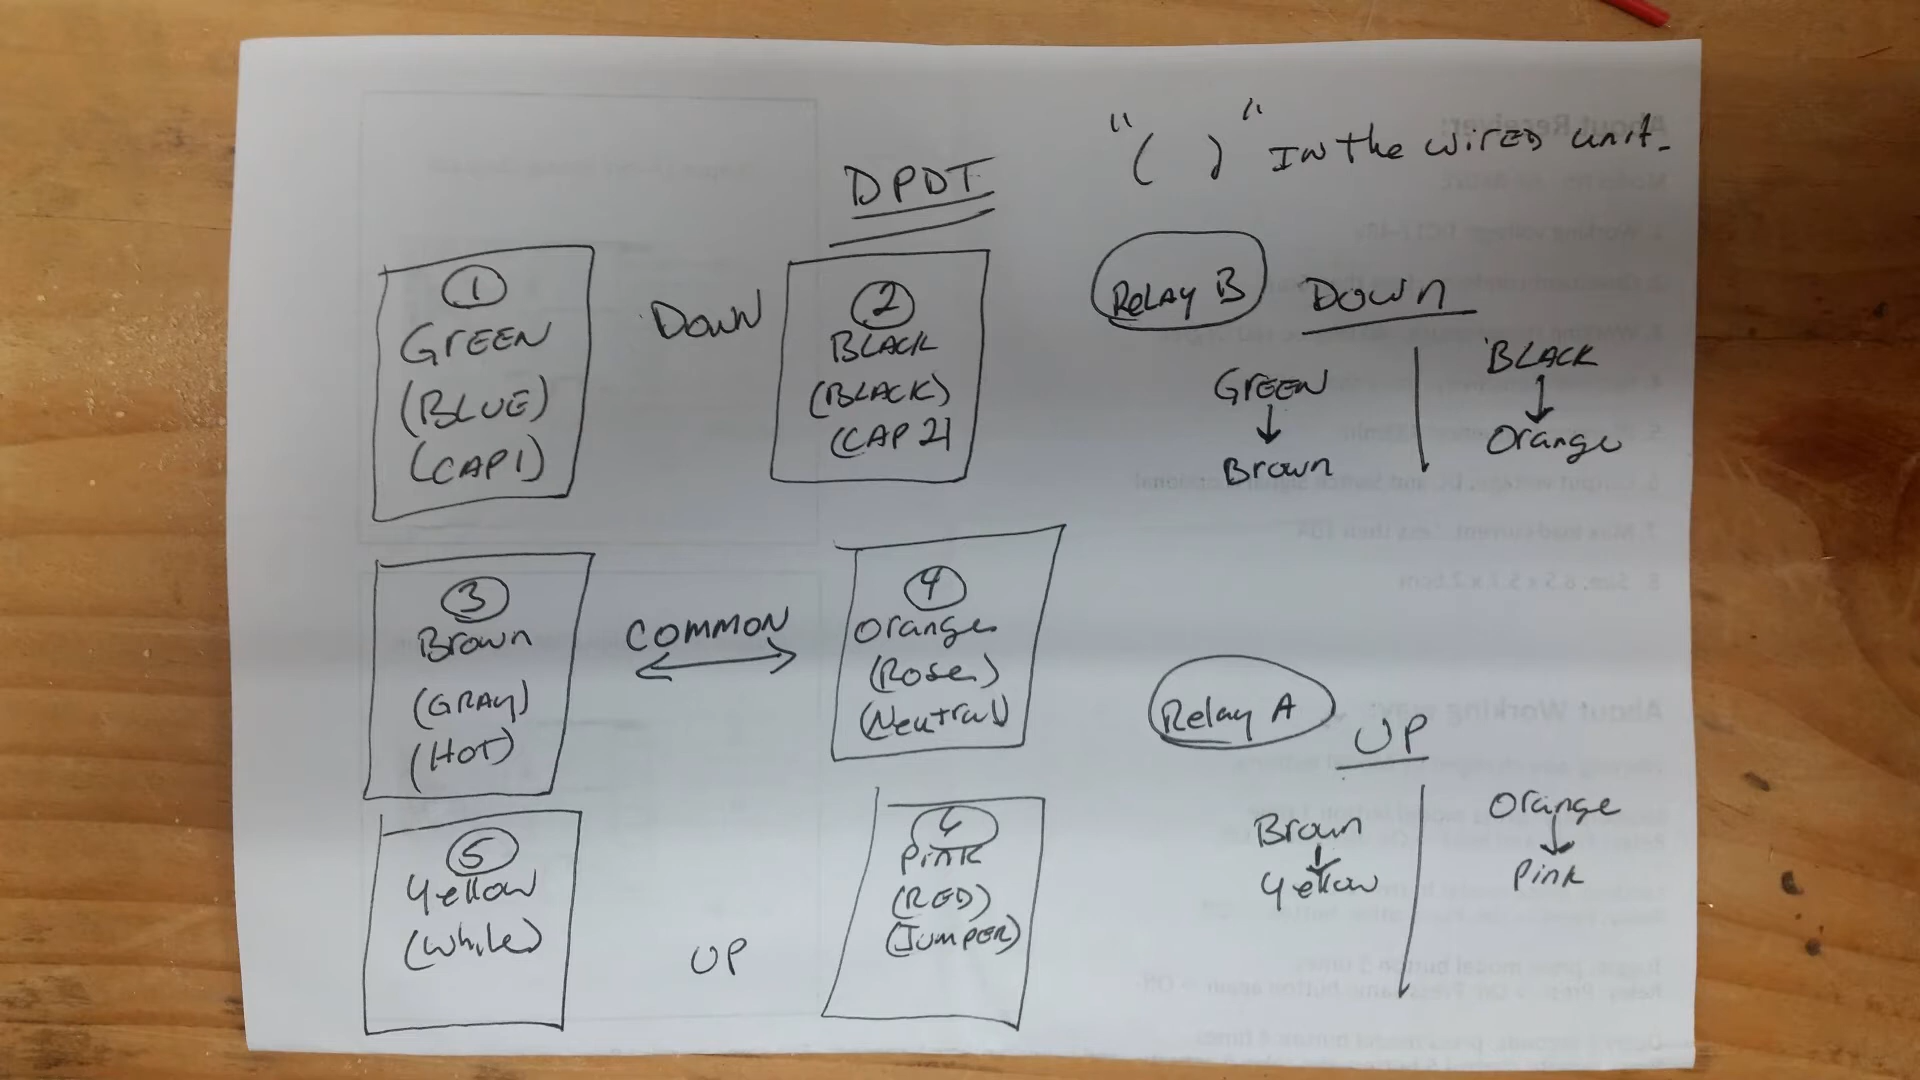 "( )" IN the WIRED unit.
DPDT
1
GREEN
(BLUE)
(CAP1)
DOWN
2
BLACK
(BLACK)
(CAP 2)
3
Brown
(GRAY)
(HOT)
COMMON
4
Orange
(Rose)
(Neutral)
5
Yellow
(White)
UP
6
PINK
(RED)
(JUMPER)
Relay B
DOWN
GREEN
Brown
BLACK
Orange
Relay A
UP
Brown
Yellow
Orange
Pink